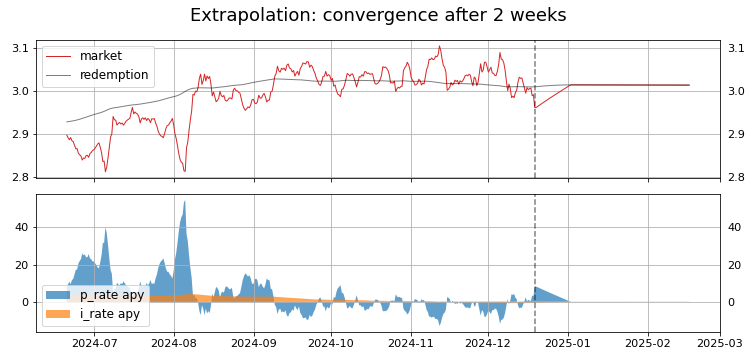 Extrapolation: convergence after 2 weeks
3.1 3.1
market
redemption
3.0 3.0
2.9 2.9
2.8 2.8
40 40
20 20
p_rate apy
0 0
i_rate apy
2024-07 2024-08 2024-09 2024-10 2024-11 2024-12 2025-01 2025-02 2025-03